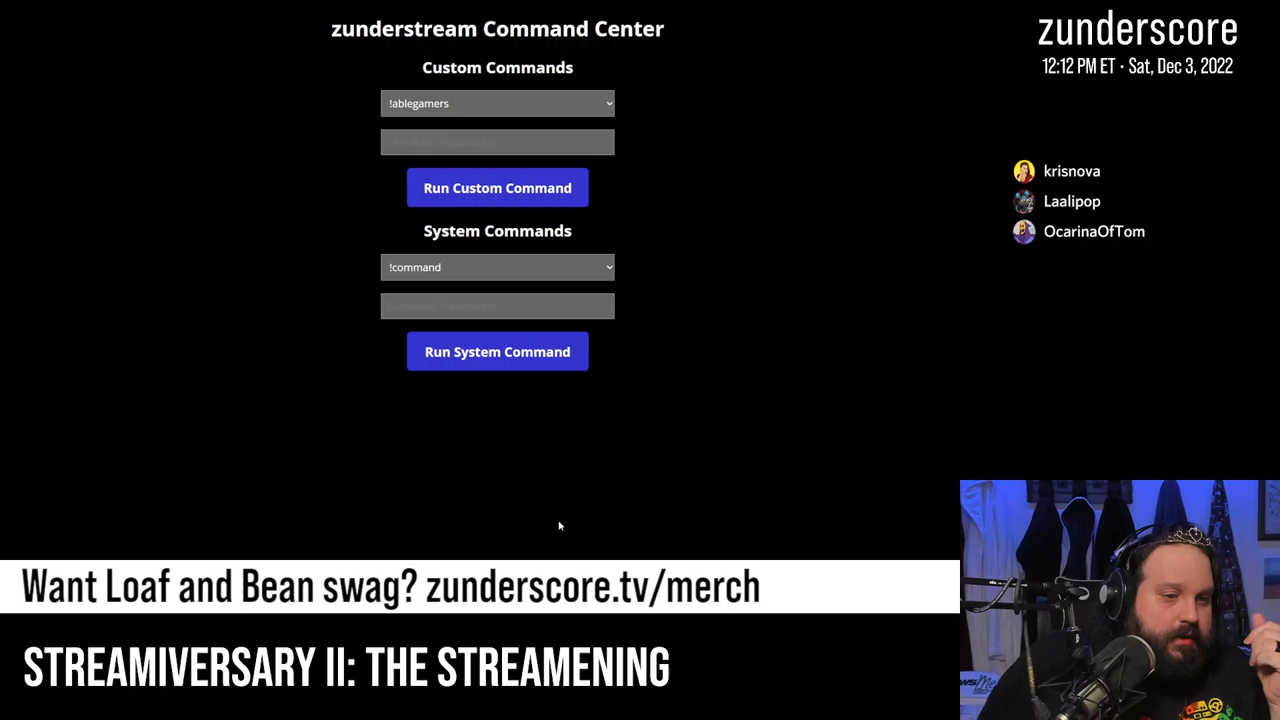 zunderstream Command Center
Custom Commands
!ablegamers
Run Custom Command
System Commands
!command
Run System Command
zunderscore
12:12 PM ET · Sat, Dec 3, 2022
krisnova
Laalipop
OcarinaOfTom
Want Loaf and Bean swag? zunderscore.tv/merch
STREAMIVERSARY II: THE STREAMENING